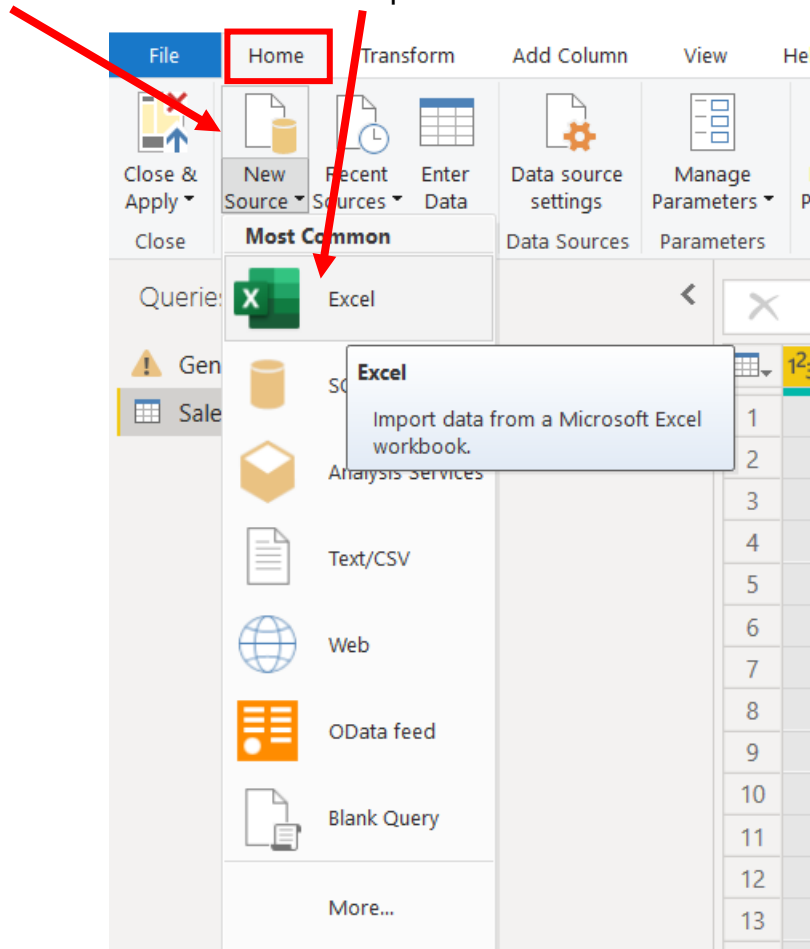 File Home Transform Add Column View
Close & New Recent Enter Data source Manage
Apply Source Sources Data settings Parameters
Close Most Common Data Sources Parameters
Excel
Excel
Import data from a Microsoft Excel
workbook.
Analysis Services
Text/CSV
Web
OData feed
Blank Query
More...
1
2
3
4
5
6
7
8
9
10
11
12
13